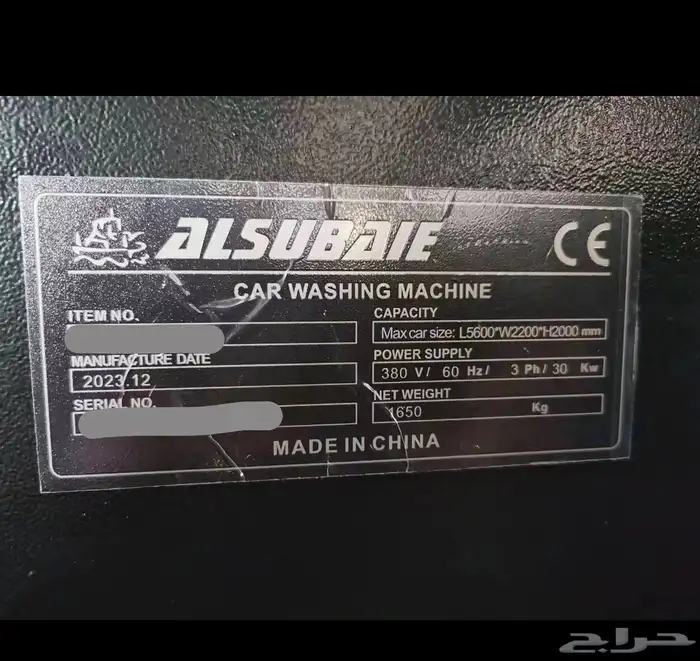 ALSUBAIE
CE
CAR WASHING MACHINE
ITEM NO.
CAPACITY
Max car size: L5600*W2200*H2000 mm
MANUFACTURE DATE
2023.12
POWER SUPPLY
380 V/ 60 Hz/ 3 Ph/ 30 Kw
SERIAL NO.
NET WEIGHT
1650 Kg
MADE IN CHINA
حراج